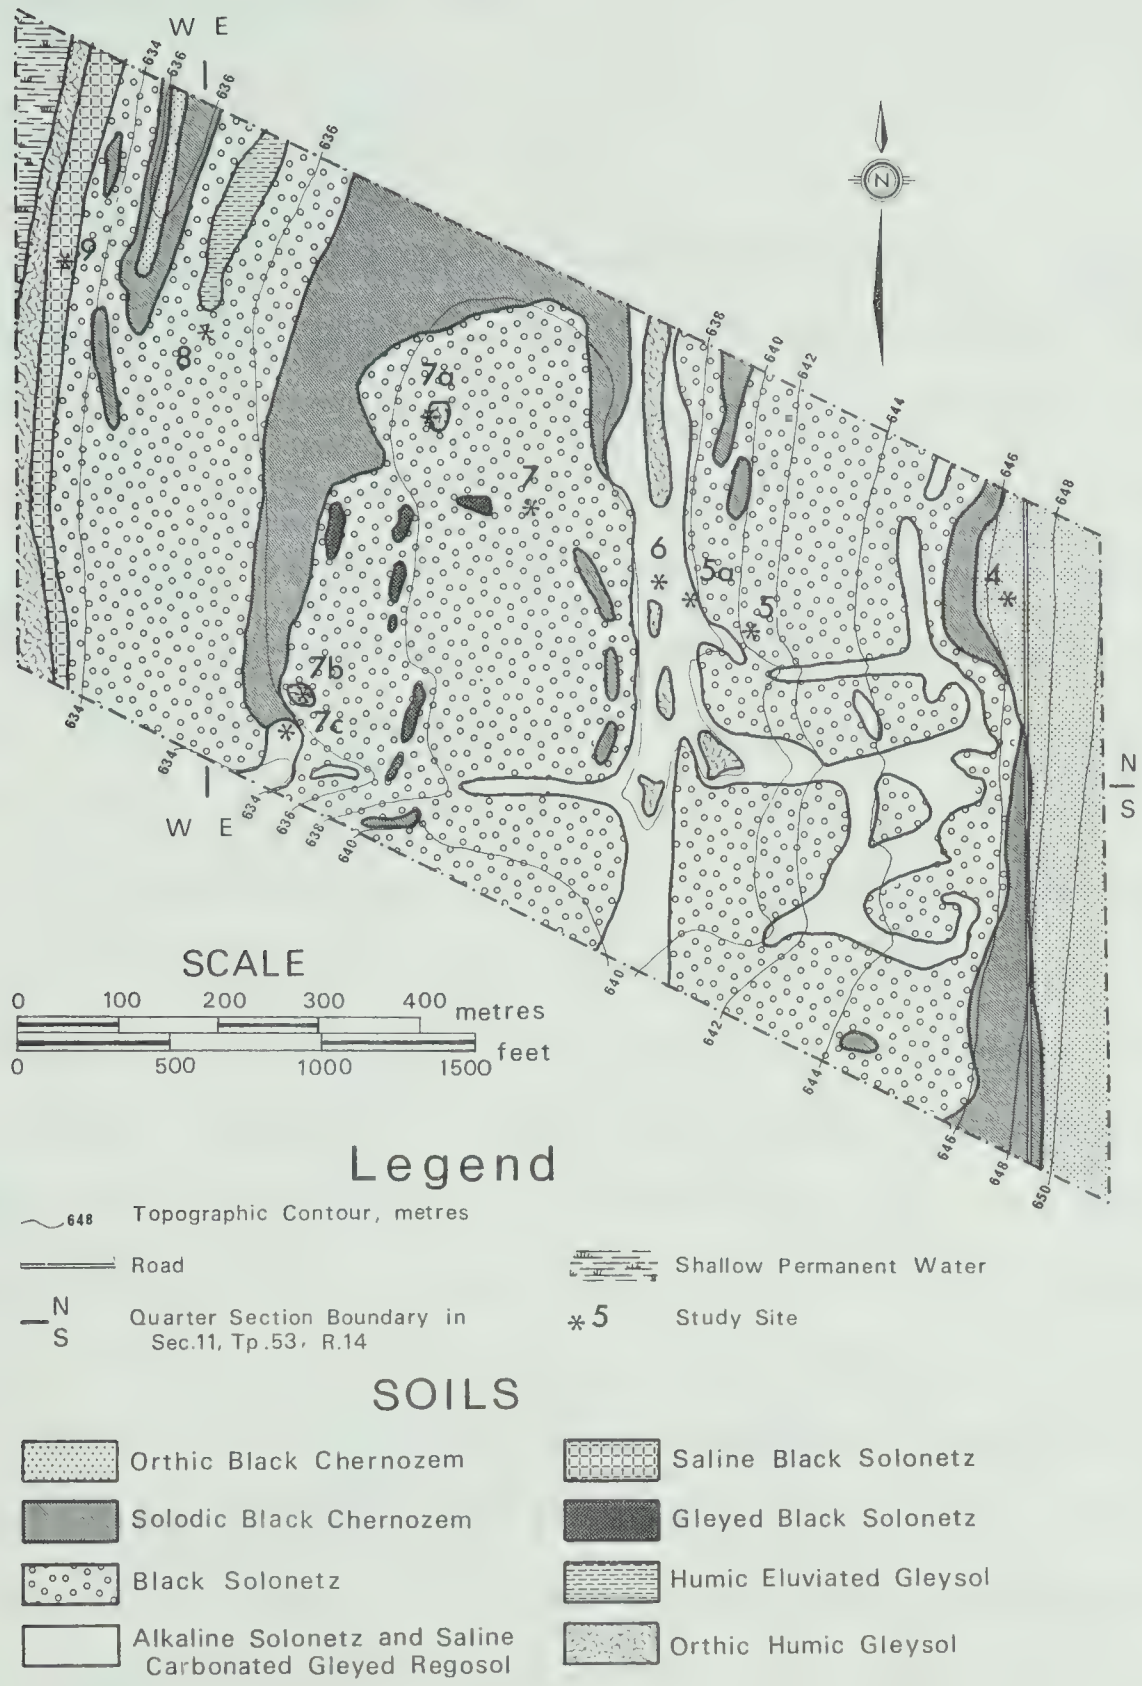 W E
634
636
636
636
N
9
8
7a
638
640
642
644
646
648
7
6
5a
5
4
7b
7c
634
634
634
636
638
640
W E
N
S
640
642
644
646
648
650
SCALE
0 100 200 300 400 metres
0 500 1000 1500 feet
Legend
648 Topographic Contour, metres
Road
Shallow Permanent Water
N
S
Quarter Section Boundary in
Sec.11, Tp.53, R.14
*5 Study Site
SOILS
Orthic Black Chernozem
Solodic Black Chernozem
Black Solonetz
Alkaline Solonetz and Saline
Carbonated Gleyed Regosol
Saline Black Solonetz
Gleyed Black Solonetz
Humic Eluviated Gleysol
Orthic Humic Gleysol